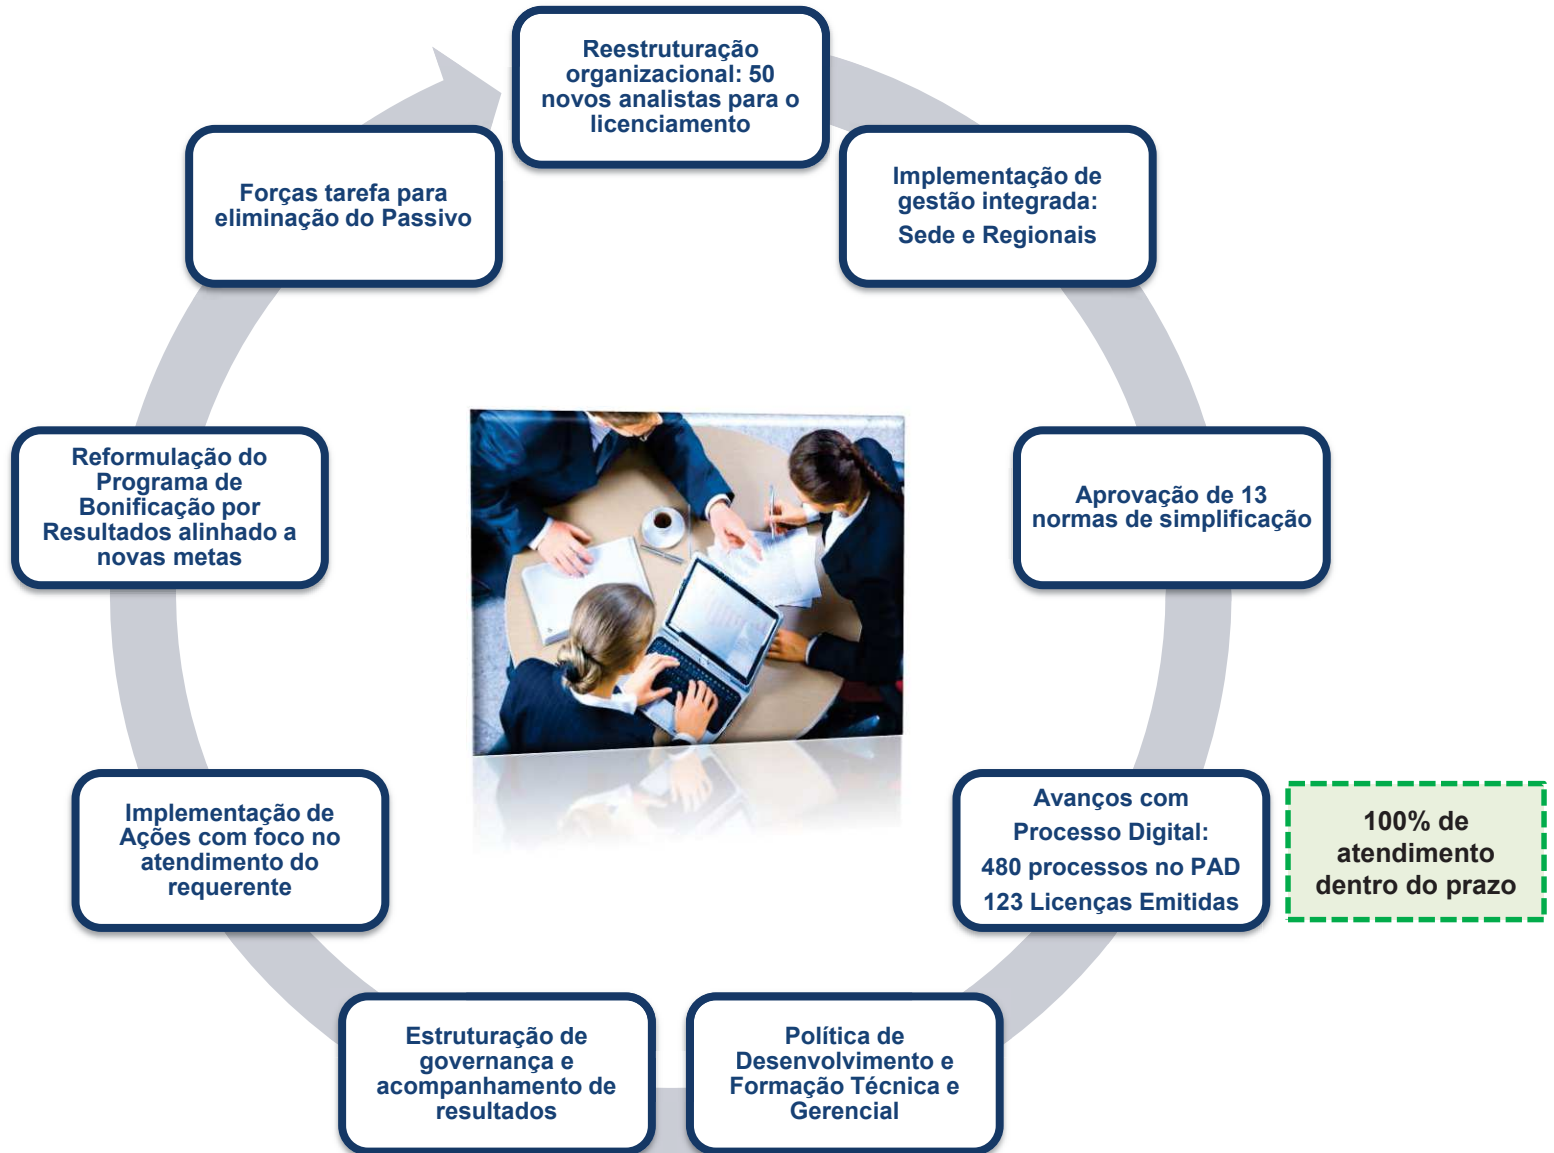 Reestruturação
organizacional: 50
novos analistas para o
licenciamento
Implementação de
gestão integrada:
Sede e Regionais
Aprovação de 13
normas de simplificação
Avanços com
Processo Digital:
480 processos no PAD
123 Licenças Emitidas
100% de
atendimento
dentro do prazo
Política de
Desenvolvimento e
Formação Técnica e
Gerencial
Estruturação de
governança e
acompanhamento de
resultados
Implementação de
Ações com foco no
atendimento do
requerente
Reformulação do
Programa de
Bonificação por
Resultados alinhado a
novas metas
Forças tarefa para
eliminação do Passivo